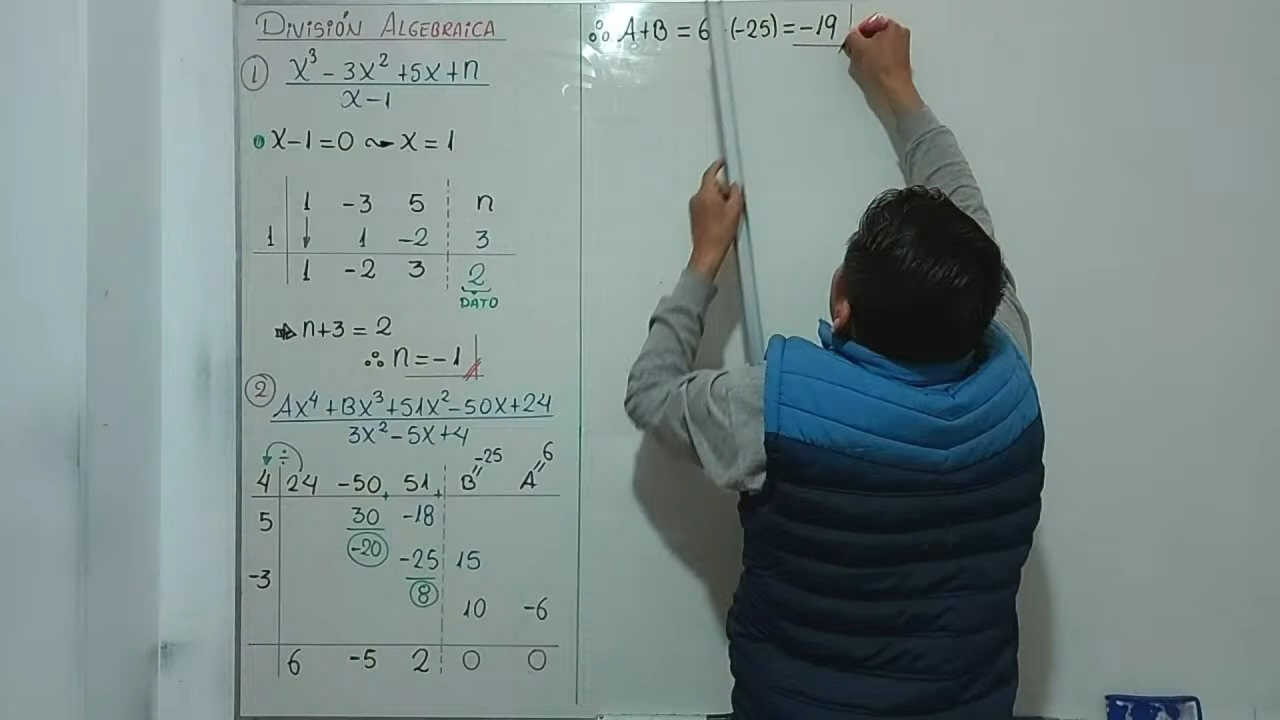 DIVISIÓN ALGEBRAICA
① x³ - 3x² + 5x + n
x - 1
x - 1 = 0 ⤳ x = 1
1 -3 5 n
1 1 -2 3
1 -2 3 2
DATO
⇒ n+3 = 2
∴ n = -1
② Ax⁴ + Bx³ + 51x² - 50x + 24
3x² - 5x + 4
÷ -25 6
4 24 -50 51 B A
5 30 -18
-20 -25 15
-3 8
10 -6
6 -5 2 0 0
∴ A+B = 6 (-25) = -19